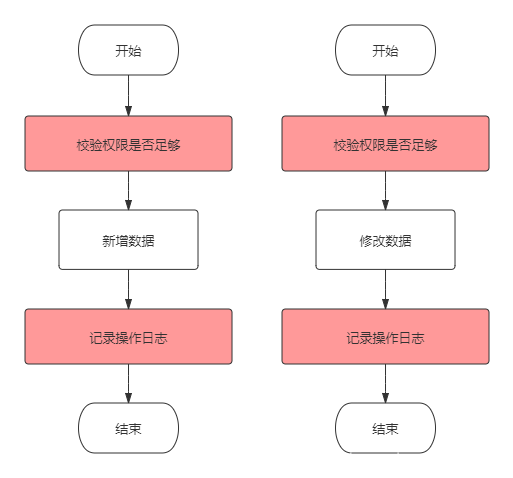 开始
校验权限是否足够
新增数据
记录操作日志
结束
开始
校验权限是否足够
修改数据
记录操作日志
结束